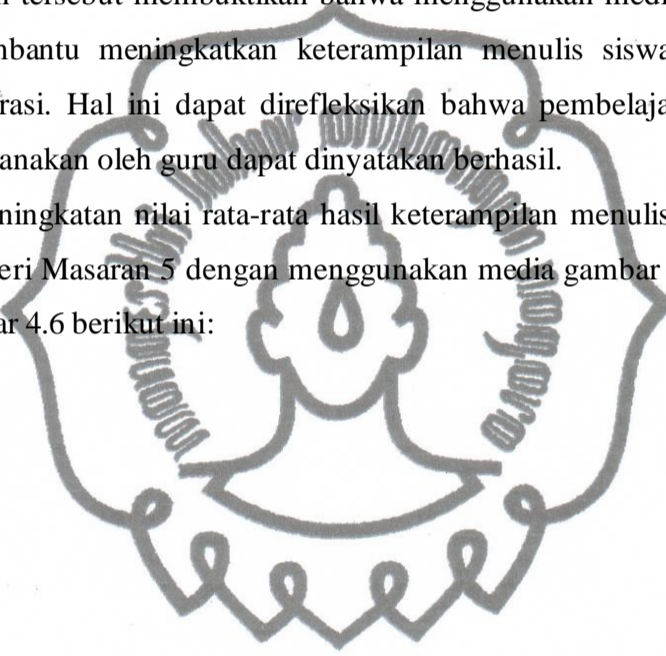 tersebut membuktikan bahwa menggunakan
meningkatkan keterampilan menulis siswa
rasi. Hal ini dapat direfleksikan bahwa pembelaja
anakan oleh guru dapat dinyatakan berhasil.
ningkatan nilai rata-rata hasil keterampilan menulis
eri Masaran 5 dengan menggunakan media gambar
ar 4.6 berikut ini: